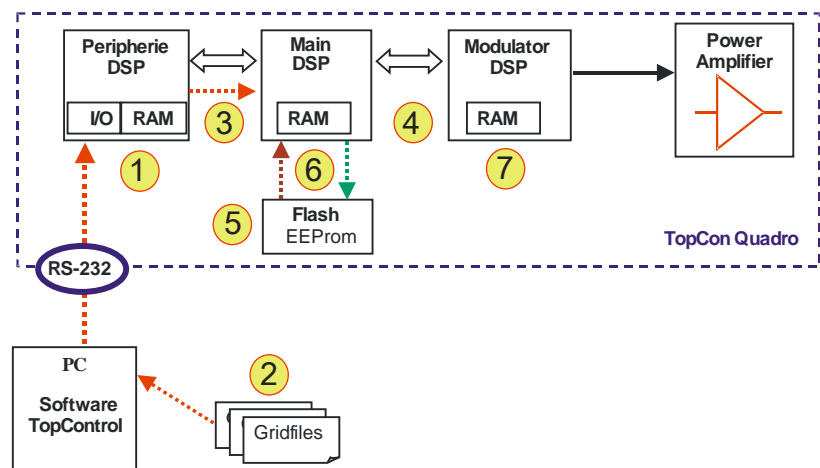 Peripherie
DSP
Main
DSP
Modulator
DSP
Power
Amplifier
I/O
RAM
3
RAM
4
RAM
1
6
7
5
Flash
EEProm
TopCon Quadro
RS-232
PC
Software
TopControl
2
Gridfiles